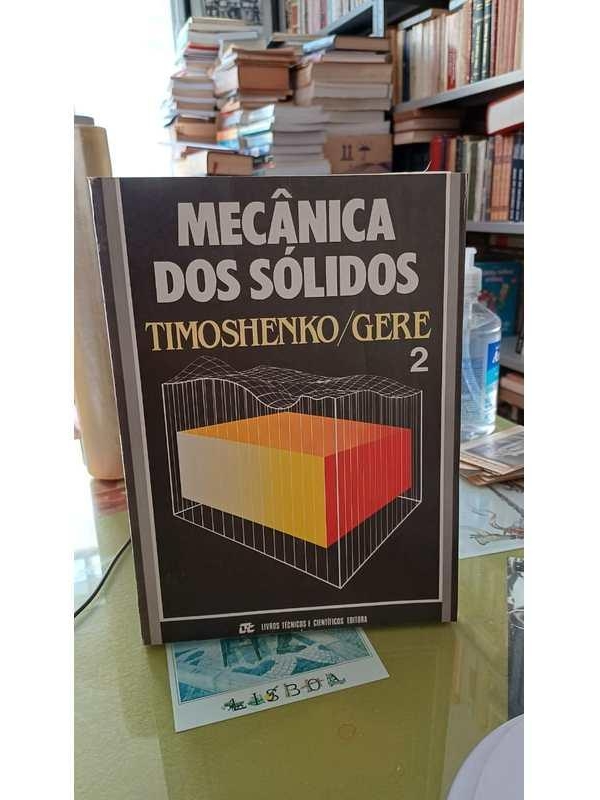 MECÂNICA
DOS SÓLIDOS
TIMOSHENKO/GERE
2
LTC LIVROS TÉCNICOS E CIENTÍFICOS EDITORA
LISBOA